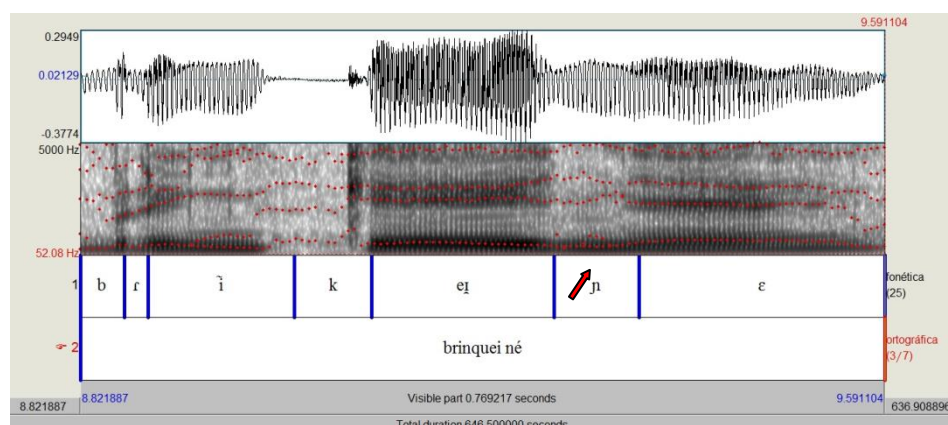 9.591104
0.2949
0.02129
-0.3774
5000 Hz
52.08 Hz
1 b ɾ ĩ k eɪ̯ ɲ ɛ fonética (25)
2 brinquei né ortográfica (3/7)
8.821887 8.821887 Visible part 0.769217 seconds 9.591104 636.908896
Total duration 646.500000 seconds